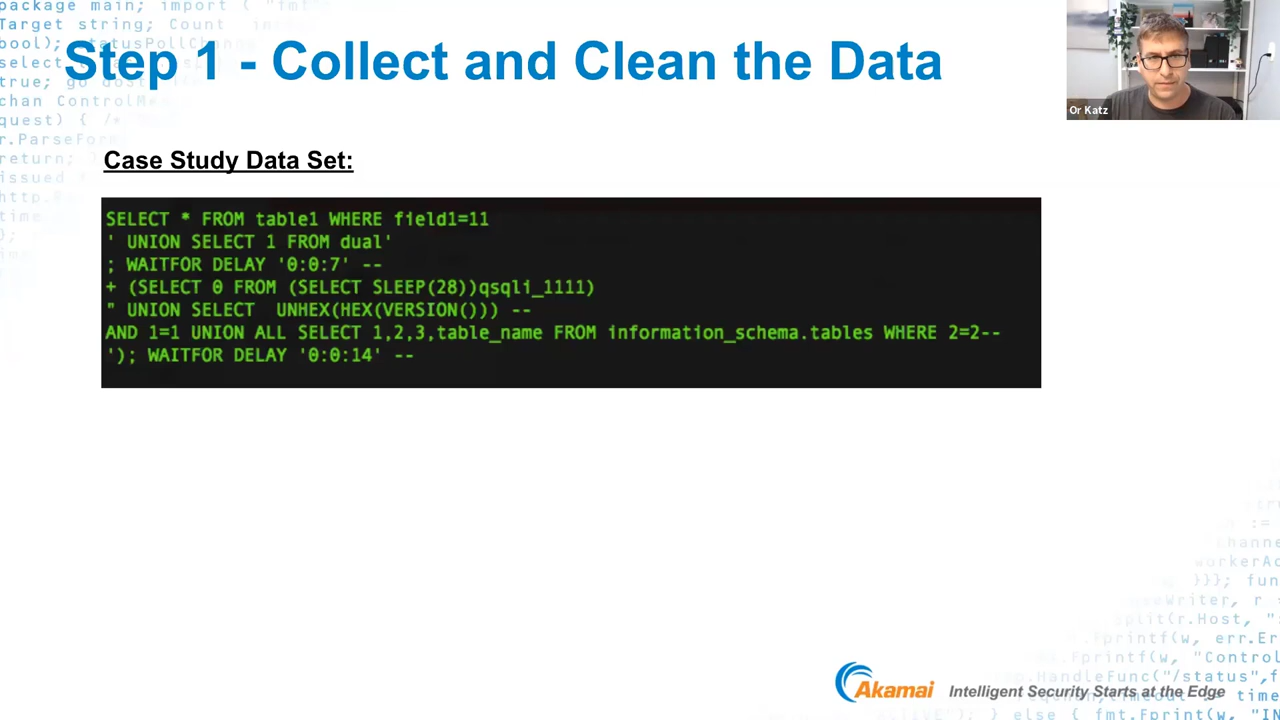 package main; import ( "fmt"
Target string; Count
bool); statusPollCha
Step 1 - Collect and Clean the Data
Or Katz
Case Study Data Set:
SELECT * FROM table1 WHERE field1=11
' UNION SELECT 1 FROM dual'
; WAITFOR DELAY '0:0:7' --
+ (SELECT 0 FROM (SELECT SLEEP(28))qsqli_1111)
" UNION SELECT  UNHEX(HEX(VERSION())) --
AND 1=1 UNION ALL SELECT 1,2,3,table_name FROM information_schema.tables WHERE 2=2--
'); WAITFOR DELAY '0:0:14' --
Akamai Intelligent Security Starts at the Edge